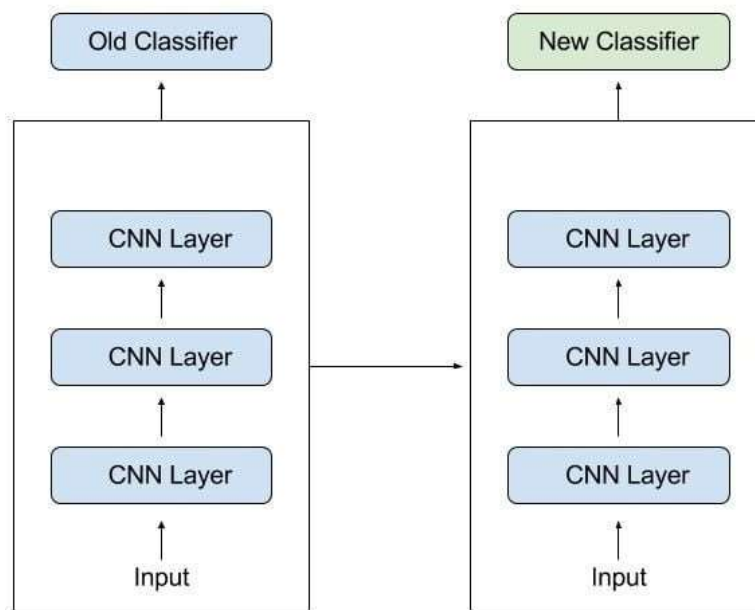 Old Classifier
CNN Layer
CNN Layer
CNN Layer
Input
New Classifier
CNN Layer
CNN Layer
CNN Layer
Input